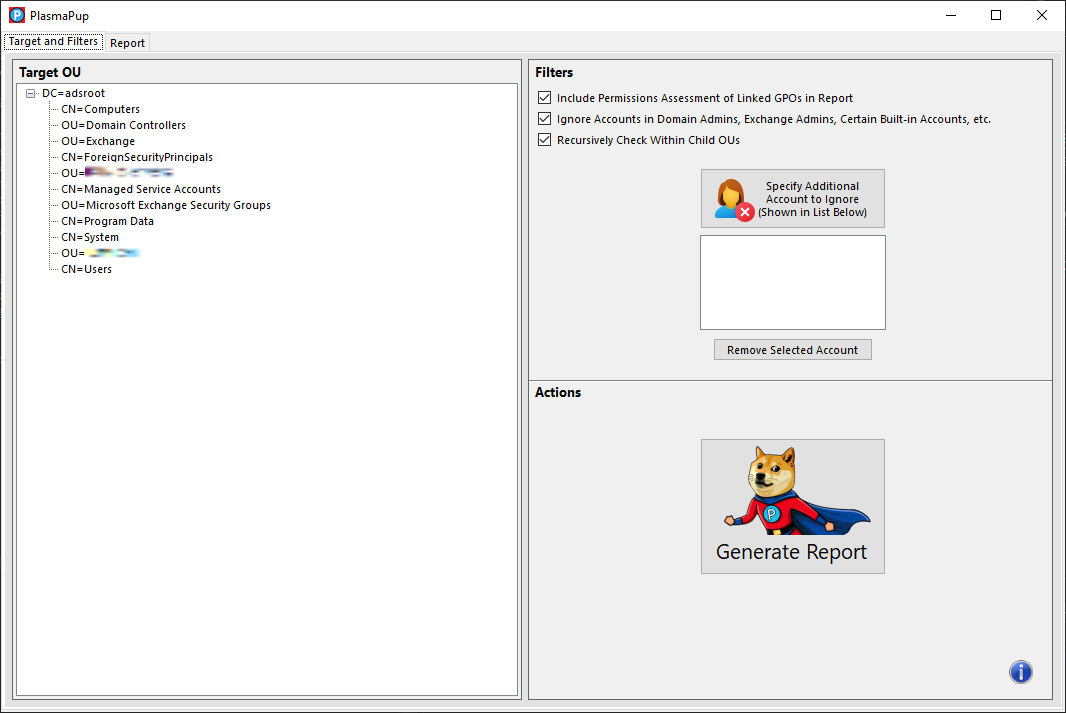 PlasmaPup
Target and Filters
Report
Target OU
DC=adsroot
CN=Computers
OU=Domain Controllers
OU=Exchange
CN=ForeignSecurityPrincipals
OU=
CN=Managed Service Accounts
OU=Microsoft Exchange Security Groups
CN=Program Data
CN=System
OU=
CN=Users
Filters
Include Permissions Assessment of Linked GPOs in Report
Ignore Accounts in Domain Admins, Exchange Admins, Certain Built-in Accounts, etc.
Recursively Check Within Child OUs
Specify Additional
Account to Ignore
(Shown in List Below)
Remove Selected Account
Actions
P
Generate Report
i